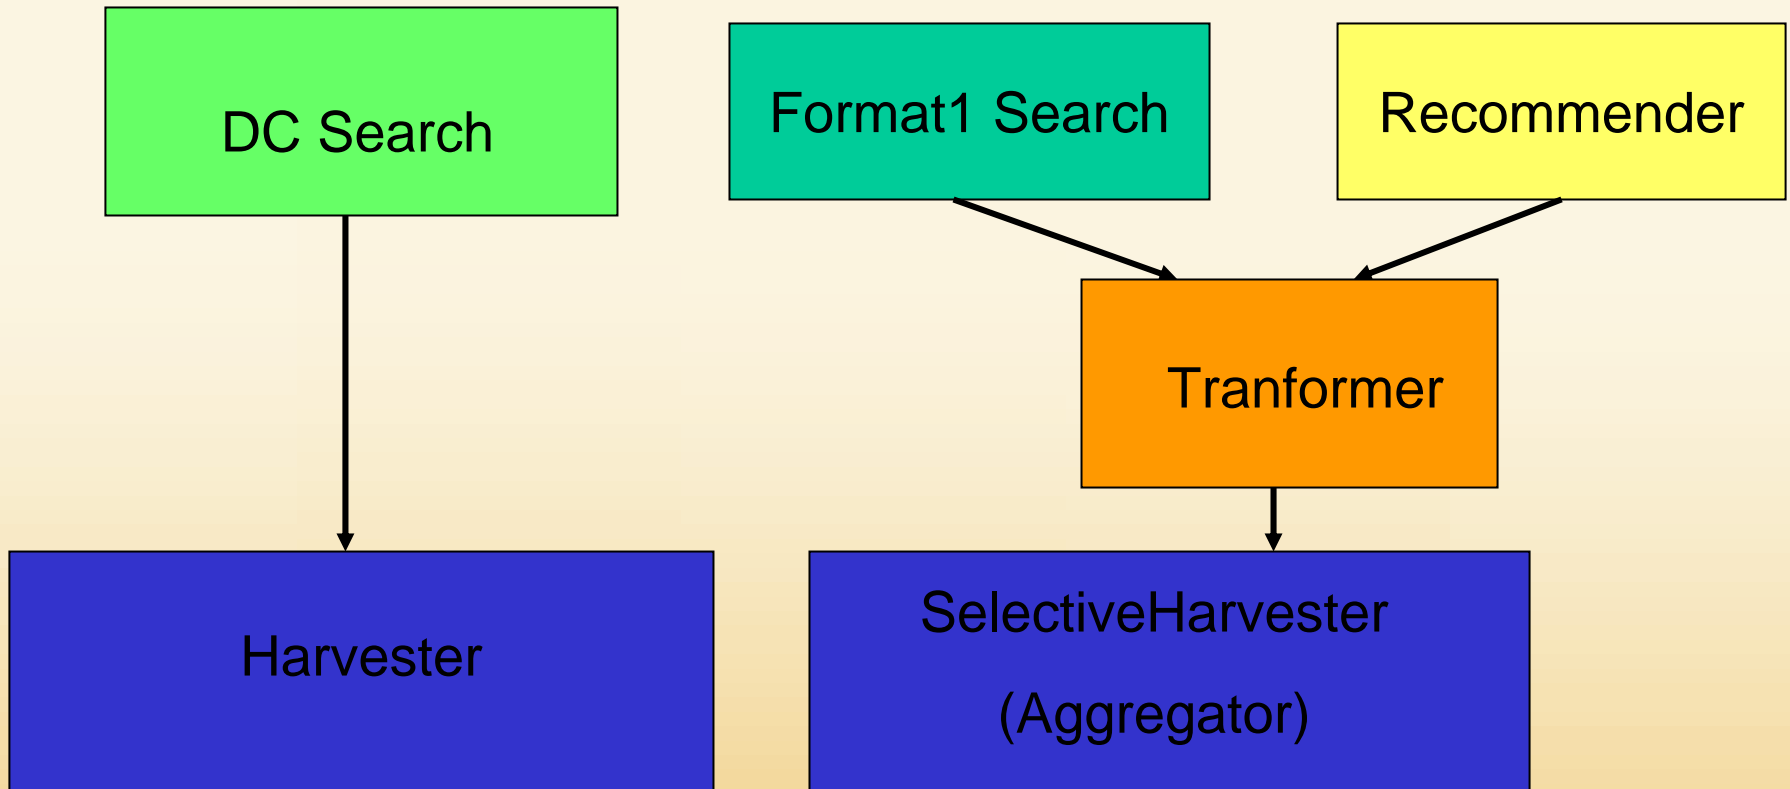 DC Search
Format1 Search
Recommender
Tranformer
Harvester
SelectiveHarvester
(Aggregator)